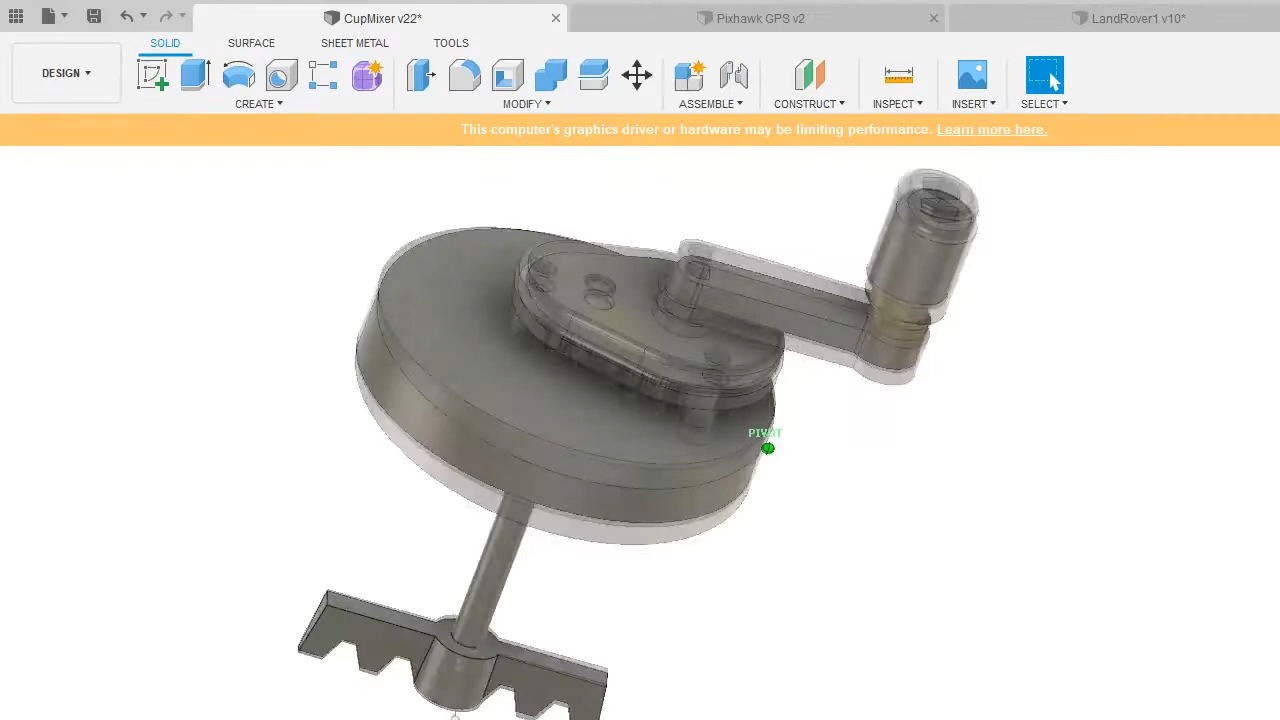 CupMixer v22*
Pixhawk GPS v2
LandRover1 v10*
DESIGN
SOLID
SURFACE
SHEET METAL
TOOLS
CREATE
MODIFY
ASSEMBLE
CONSTRUCT
INSPECT
INSERT
SELECT
This computer's graphics driver or hardware may be limiting performance. Learn more here.
PIVOT